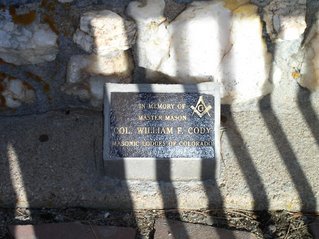 IN MEMORY OF
MASTER MASON
COL. WILLIAM F. CODY
MASONIC LODGES OF COLORADO